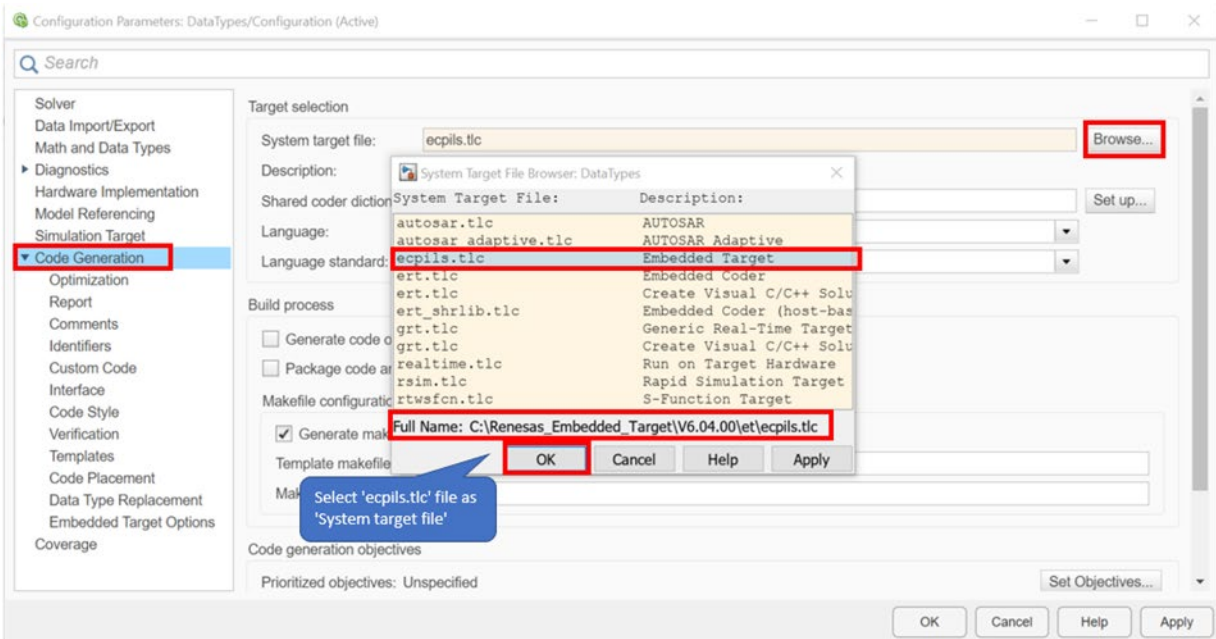 Configuration Parameters: DataTypes/Configuration (Active)
Search
Solver
Data Import/Export
Math and Data Types
Diagnostics
Hardware Implementation
Model Referencing
Simulation Target
Code Generation
Optimization
Report
Comments
Identifiers
Custom Code
Interface
Code Style
Verification
Templates
Code Placement
Data Type Replacement
Embedded Target Options
Coverage
Target selection
System target file: ecpils.tlc Browse...
Description:
Shared coder diction Set up...
Language:
Language standard:
Build process
Generate code o
Package code ar
Makefile configuratio
Generate mak
Template makefile
Mak
Code generation objectives
Prioritized objectives: Unspecified Set Objectives...
System Target File Browser: DataTypes
System Target File: Description:
autosar.tlc AUTOSAR
autosar_adaptive.tlc AUTOSAR Adaptive
ecpils.tlc Embedded Target
ert.tlc Embedded Coder
ert.tlc Create Visual C/C++ Solu
ert_shrlib.tlc Embedded Coder (host-bas
grt.tlc Generic Real-Time Target
grt.tlc Create Visual C/C++ Solu
realtime.tlc Run on Target Hardware
rsim.tlc Rapid Simulation Target
rtwsfcn.tlc S-Function Target
Full Name: C:\Renesas_Embedded_Target\V6.04.00\et\ecpils.tlc
OK Cancel Help Apply
Select 'ecpils.tlc' file as
'System target file'
OK Cancel Help Apply